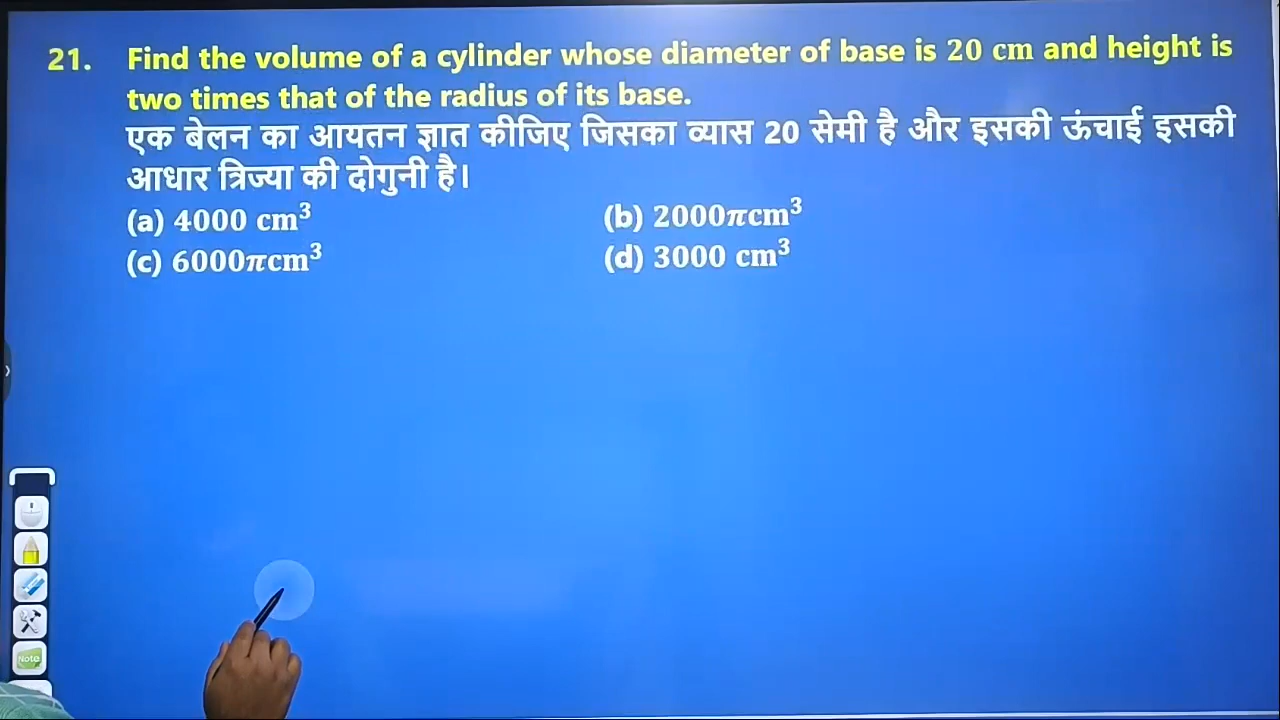 21. Find the volume of a cylinder whose diameter of base is 20 cm and height is
two times that of the radius of its base.
एक बेलन का आयतन ज्ञात कीजिए जिसका व्यास 20 सेमी है और इसकी ऊंचाई इसकी
आधार त्रिज्या की दोगुनी है।
(a) 4000 cm³ (b) 2000πcm³
(c) 6000πcm³ (d) 3000 cm³
Note